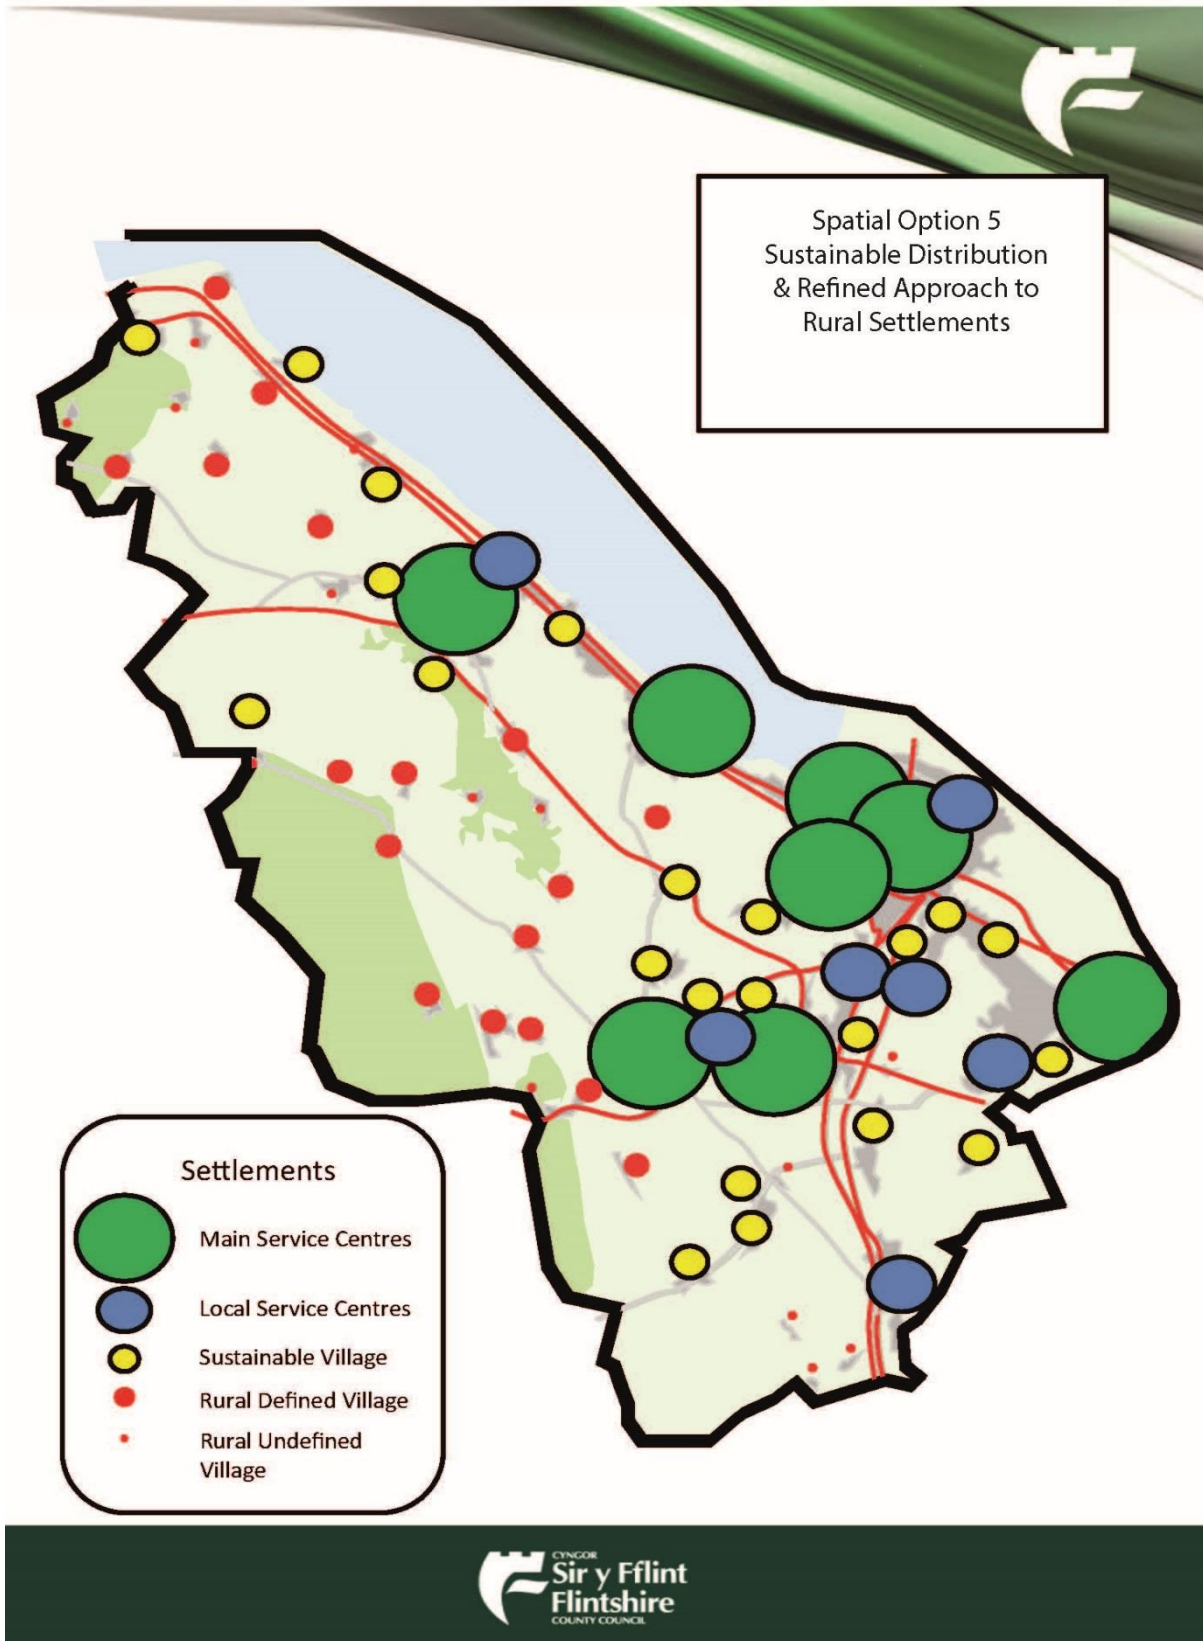 Spatial Option 5
Sustainable Distribution
& Refined Approach to
Rural Settlements
Settlements
Main Service Centres
Local Service Centres
Sustainable Village
Rural Defined Village
Rural Undefined
Village
CYNGOR
Sir y Fflint
Flintshire
COUNTY COUNCIL